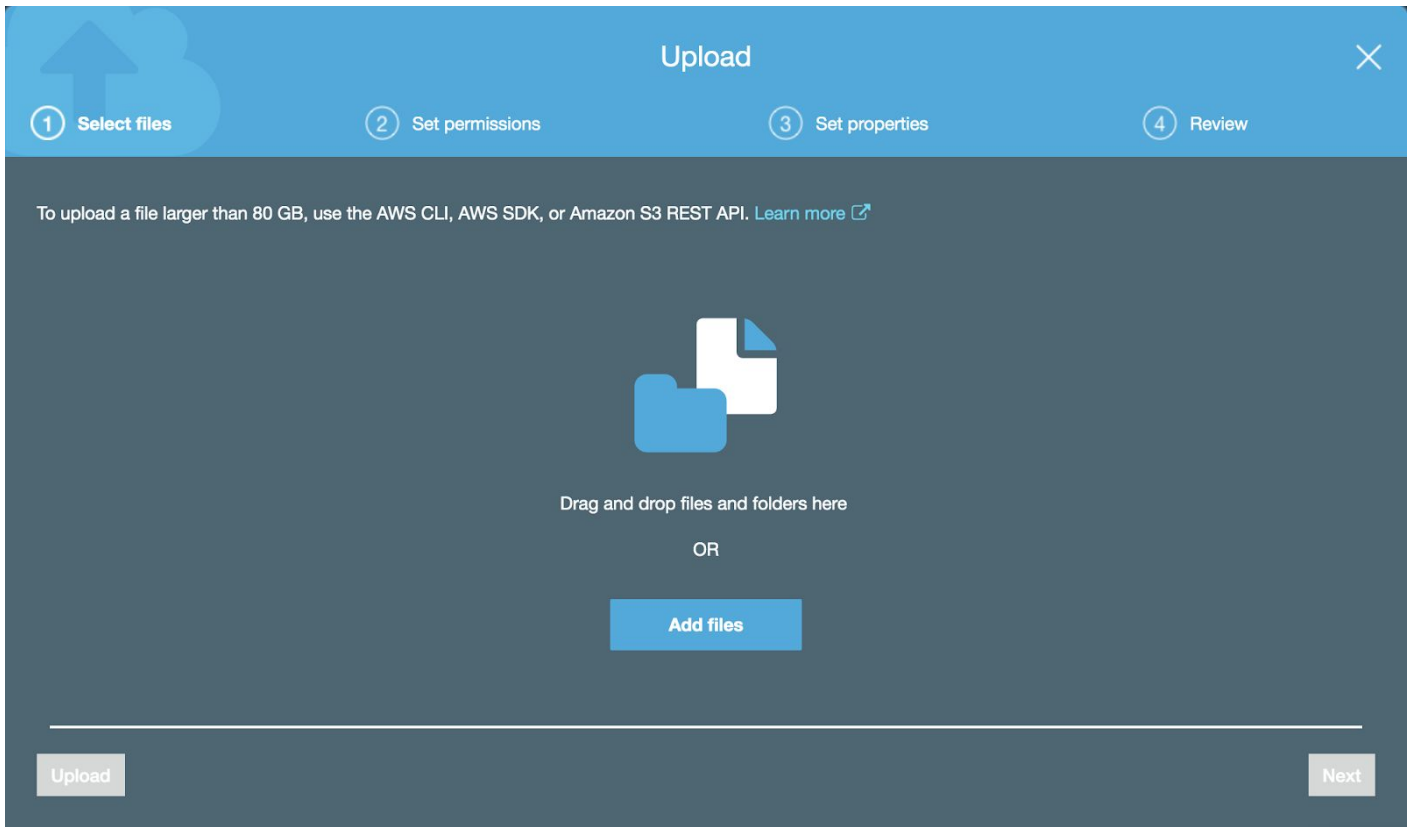 Upload
1 Select files
2 Set permissions
3 Set properties
4 Review
To upload a file larger than 80 GB, use the AWS CLI, AWS SDK, or Amazon S3 REST API. Learn more
Drag and drop files and folders here
OR
Add files
Upload
Next